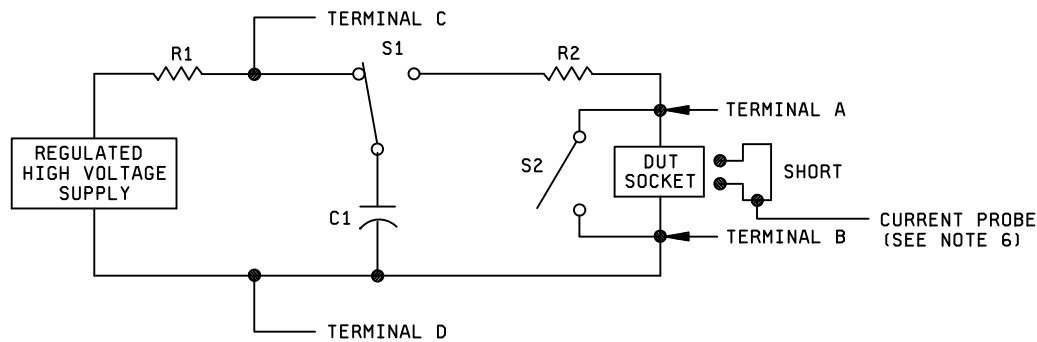 TERMINAL C
R1
S1
R2
TERMINAL A
REGULATED
HIGH VOLTAGE
SUPPLY
S2
DUT
SOCKET
SHORT
C1
CURRENT PROBE
(SEE NOTE 6)
TERMINAL B
TERMINAL D